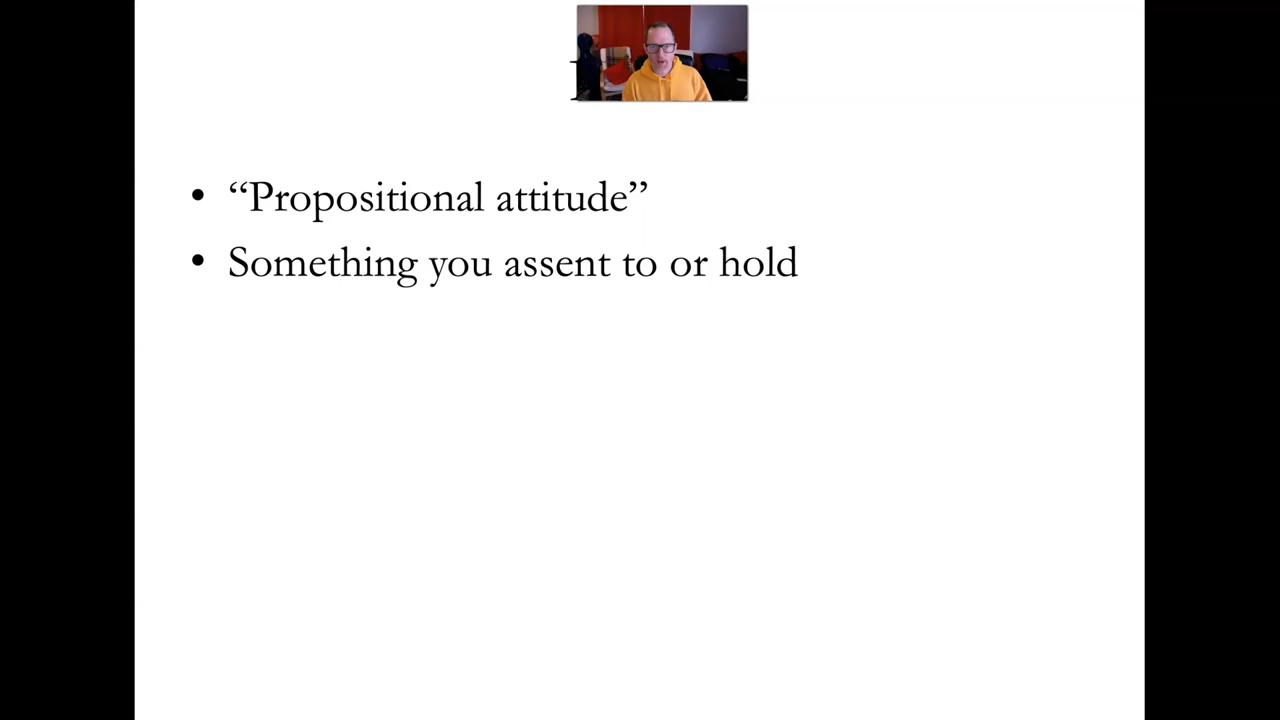 • “Propositional attitude”
• Something you assent to or hold